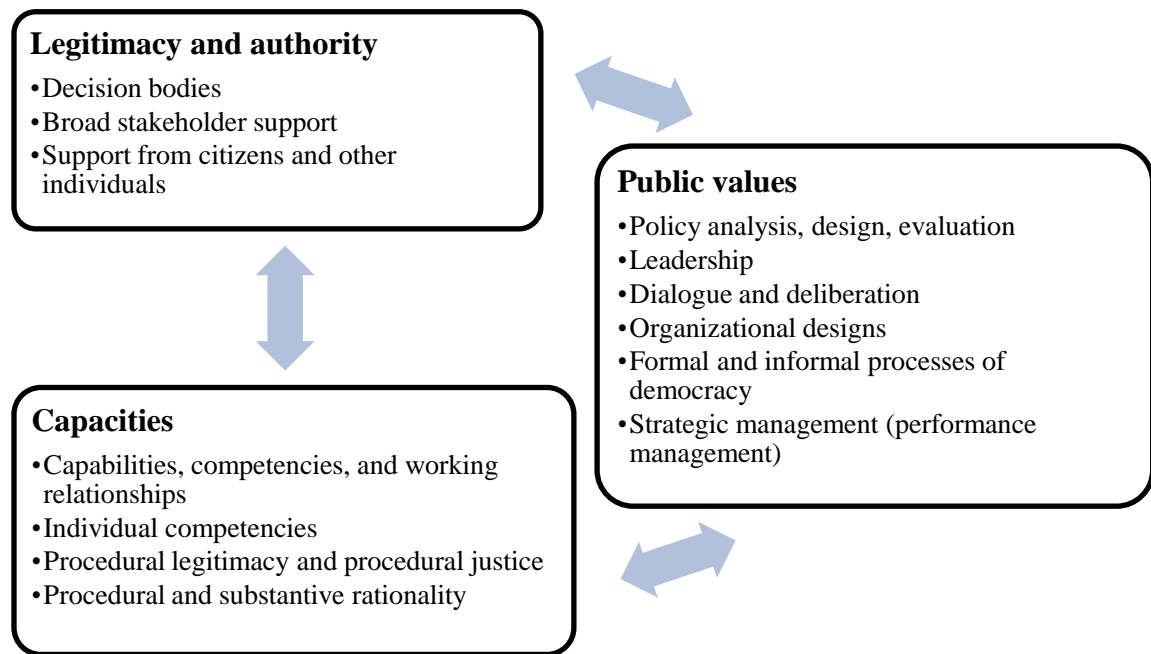 Legitimacy and authority
•Decision bodies
•Broad stakeholder support
•Support from citizens and other
individuals
Public values
•Policy analysis, design, evaluation
•Leadership
•Dialogue and deliberation
•Organizational designs
•Formal and informal processes of
democracy
•Strategic management (performance
management)
Capacities
•Capabilities, competencies, and working
relationships
•Individual competencies
•Procedural legitimacy and procedural justice
•Procedural and substantive rationality